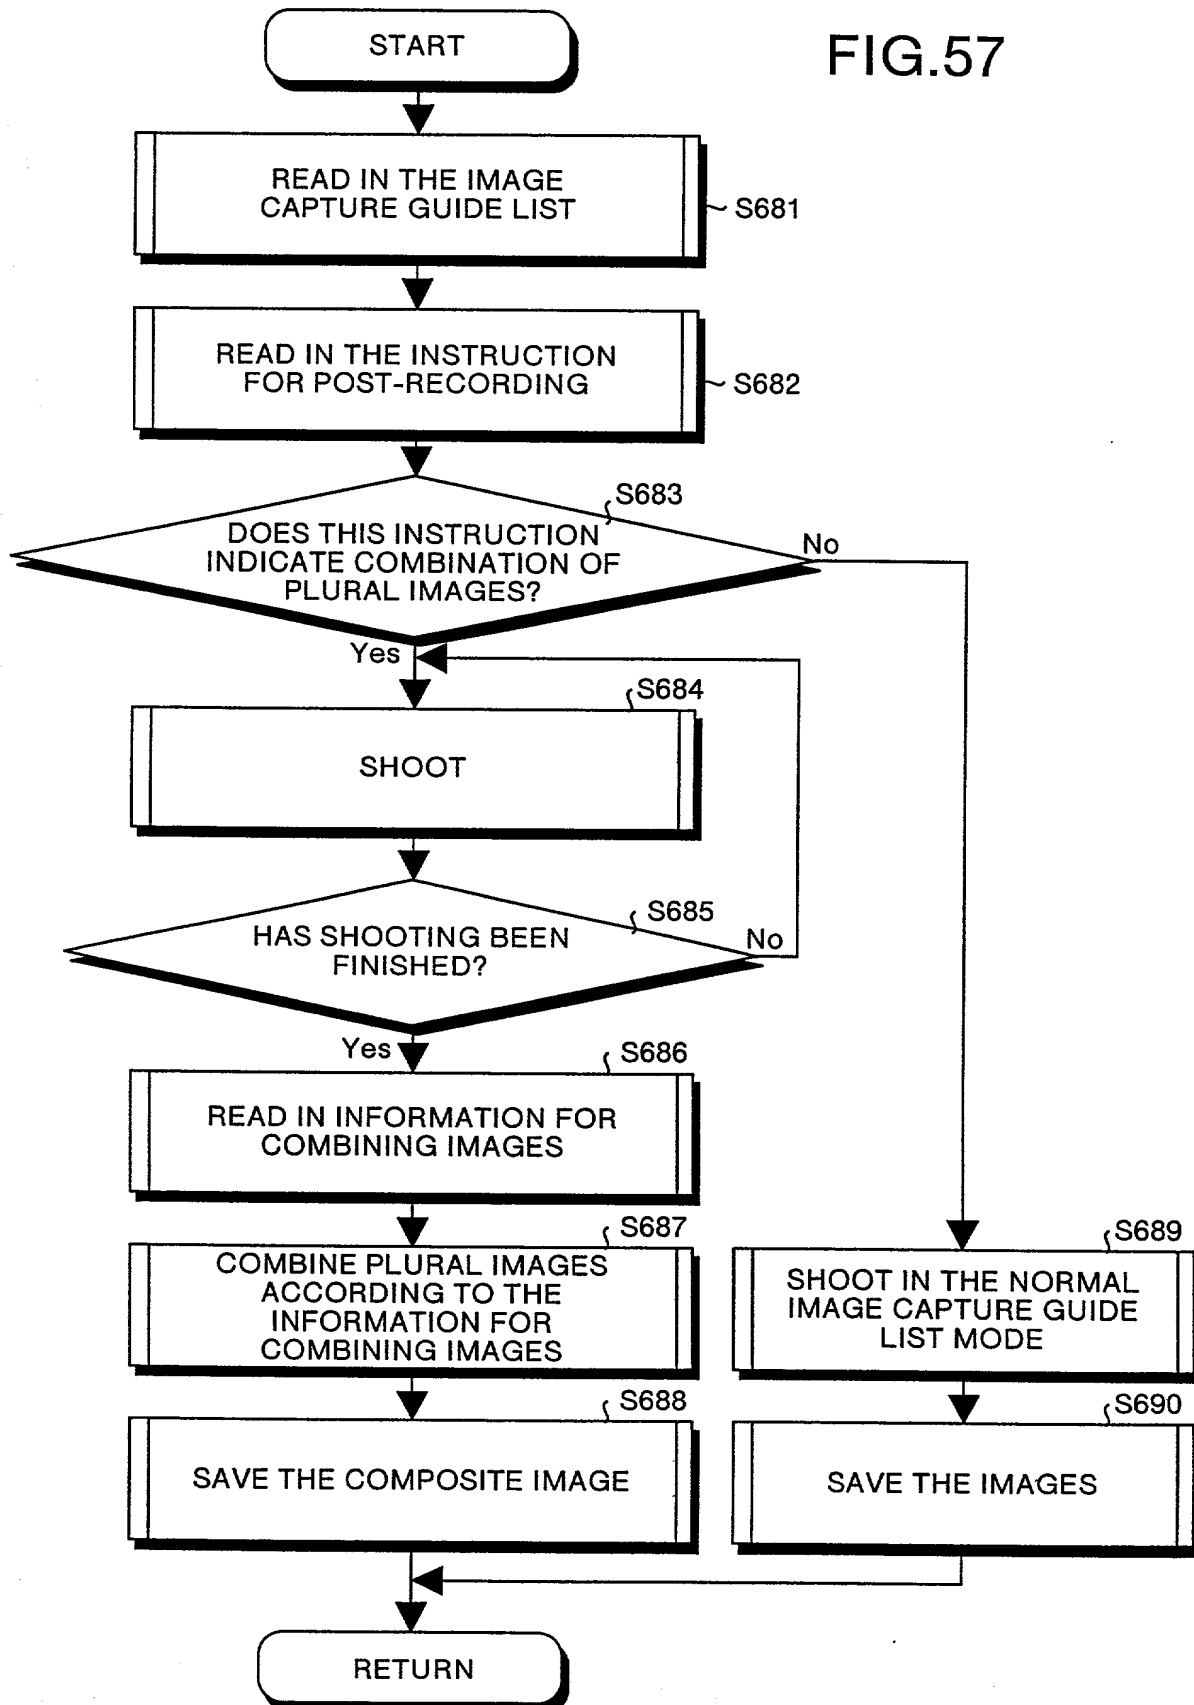 START
FIG.57
READ IN THE IMAGE
CAPTURE GUIDE LIST
S681
READ IN THE INSTRUCTION
FOR POST-RECORDING
S682
S683
DOES THIS INSTRUCTION
INDICATE COMBINATION OF
PLURAL IMAGES?
No
Yes
S684
SHOOT
S685
HAS SHOOTING BEEN
FINISHED?
No
Yes
S686
READ IN INFORMATION FOR
COMBINING IMAGES
S687
COMBINE PLURAL IMAGES
ACCORDING TO THE
INFORMATION FOR
COMBINING IMAGES
S689
SHOOT IN THE NORMAL
IMAGE CAPTURE GUIDE
LIST MODE
S688
SAVE THE COMPOSITE IMAGE
S690
SAVE THE IMAGES
RETURN